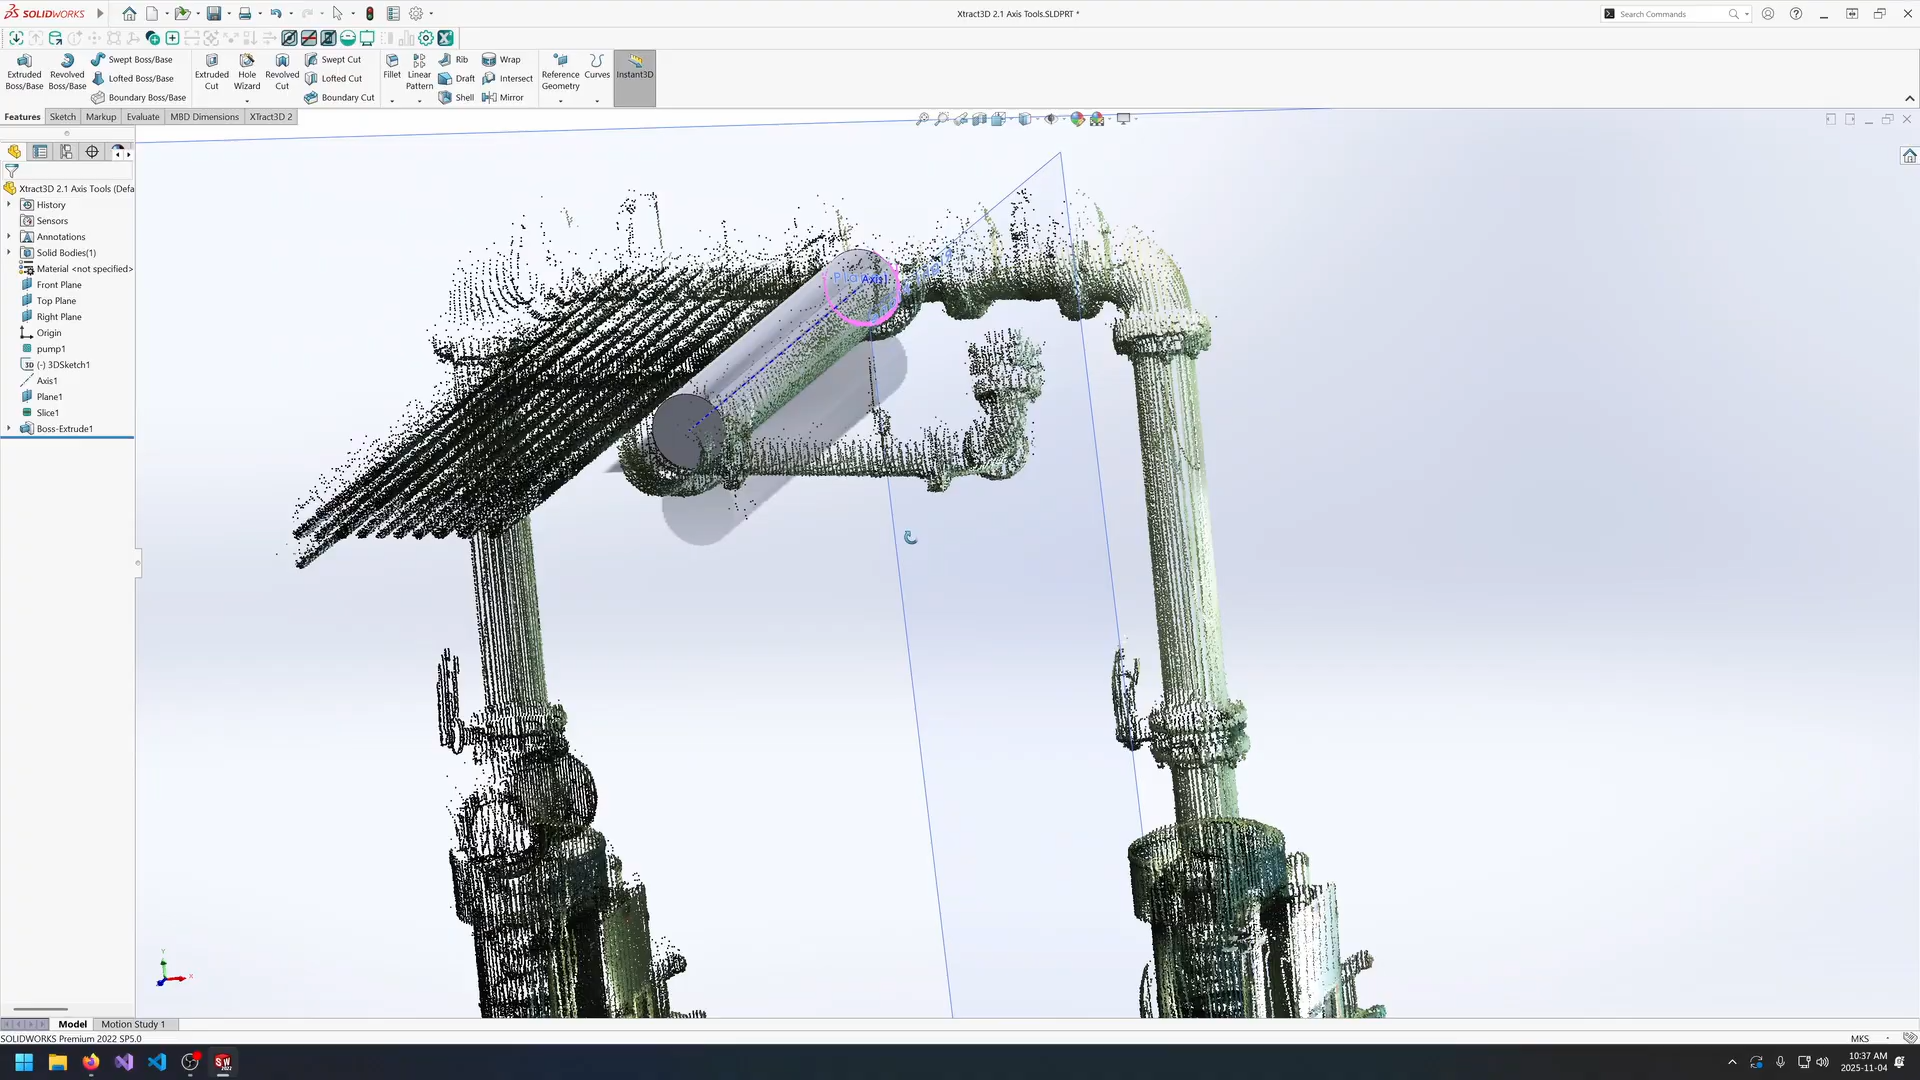 SOLIDWORKS
Xtract3D 2.1 Axis Tools.SLDPRT *
Search Commands
Extruded Boss/Base
Revolved Boss/Base
Swept Boss/Base
Lofted Boss/Base
Boundary Boss/Base
Extruded Cut
Hole Wizard
Revolved Cut
Swept Cut
Lofted Cut
Boundary Cut
Fillet
Linear Pattern
Rib
Draft
Shell
Wrap
Intersect
Mirror
Reference Geometry
Curves
Instant3D
Features
Sketch
Markup
Evaluate
MBD Dimensions
XTract3D 2
Xtract3D 2.1 Axis Tools (Defa
History
Sensors
Annotations
Solid Bodies(1)
Material <not specified>
Front Plane
Top Plane
Right Plane
Origin
pump1
(-) 3DSketch1
Axis1
Plane1
Slice1
Boss-Extrude1
Model
Motion Study 1
SOLIDWORKS Premium 2022 SP5.0
MKS
10:37 AM
2025-11-04